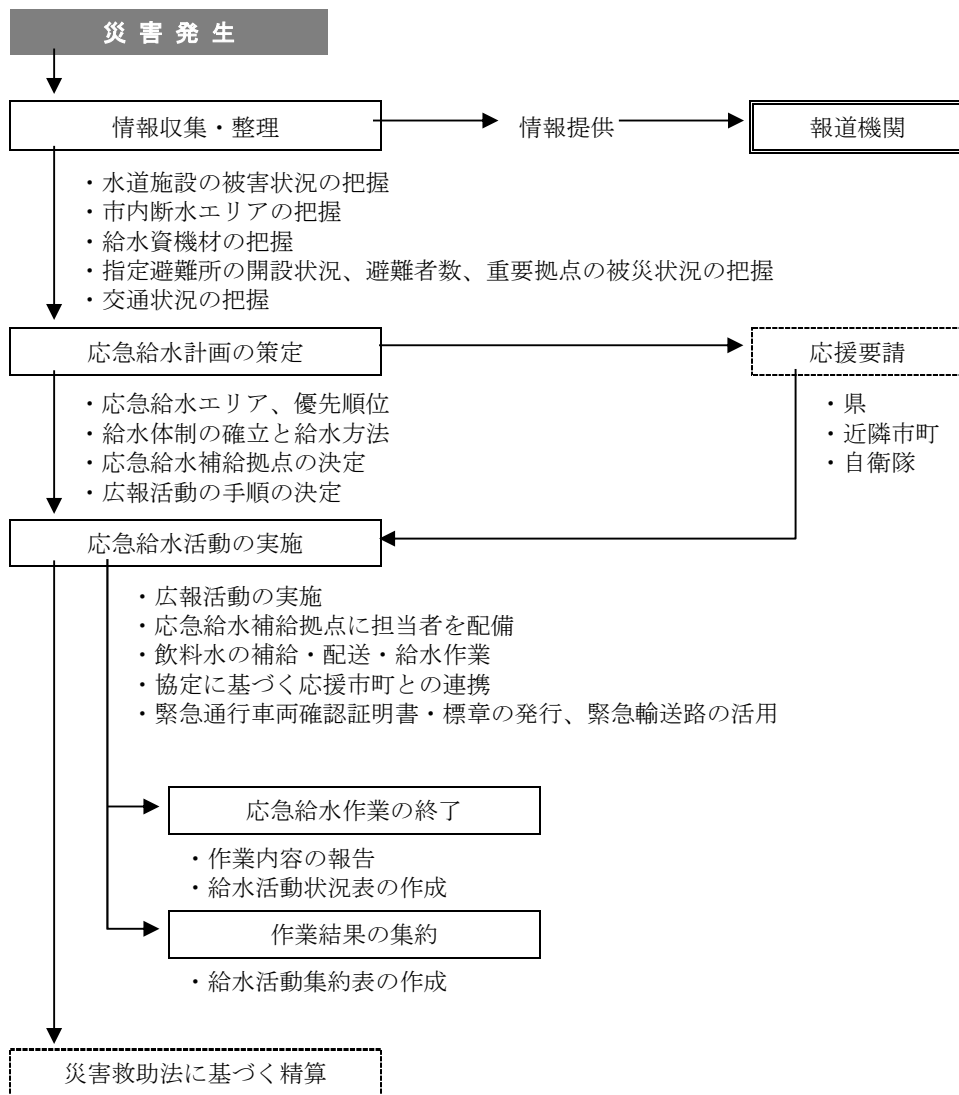 災 害 発 生
情報収集・整理
情報提供
報道機関
・水道施設の被害状況の把握
・市内断水エリアの把握
・給水資機材の把握
・指定避難所の開設状況、避難者数、重要拠点の被災状況の把握
・交通状況の把握
応急給水計画の策定
応援要請
・応急給水エリア、優先順位
・給水体制の確立と給水方法
・応急給水補給拠点の決定
・広報活動の手順の決定
・県
・近隣市町
・自衛隊
応急給水活動の実施
・広報活動の実施
・応急給水補給拠点に担当者を配備
・飲料水の補給・配送・給水作業
・協定に基づく応援市町との連携
・緊急通行車両確認証明書・標章の発行、緊急輸送路の活用
応急給水作業の終了
・作業内容の報告
・給水活動状況表の作成
作業結果の集約
・給水活動集約表の作成
災害救助法に基づく精算